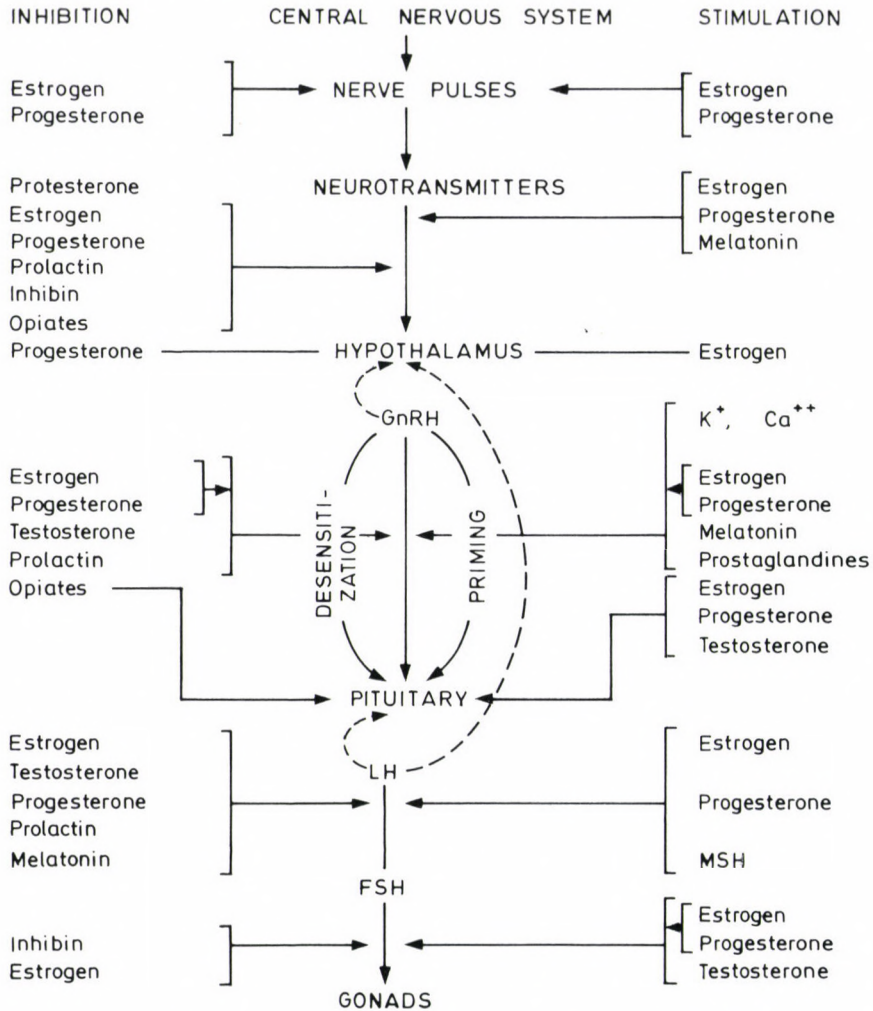 INHIBITION CENTRAL NERVOUS SYSTEM STIMULATION
Estrogen NERVE PULSES Estrogen
Progesterone Progesterone
Protesterone NEUROTRANSMITTERS Estrogen
Estrogen Progesterone
Progesterone Melatonin
Prolactin
Inhibin
Opiates
Progesterone HYPOTHALAMUS Estrogen
GnRH K+, Ca++
Estrogen Estrogen
Progesterone Progesterone
Testosterone DESENSITI- PRIMING Melatonin
Prolactin ZATION Prostaglandines
Opiates Estrogen
Progesterone
Testosterone
PITUITARY
Estrogen Estrogen
Testosterone LH
Progesterone Progesterone
Prolactin
Melatonin MSH
FSH
Estrogen
Inhibin Progesterone
Estrogen Testosterone
GONADS